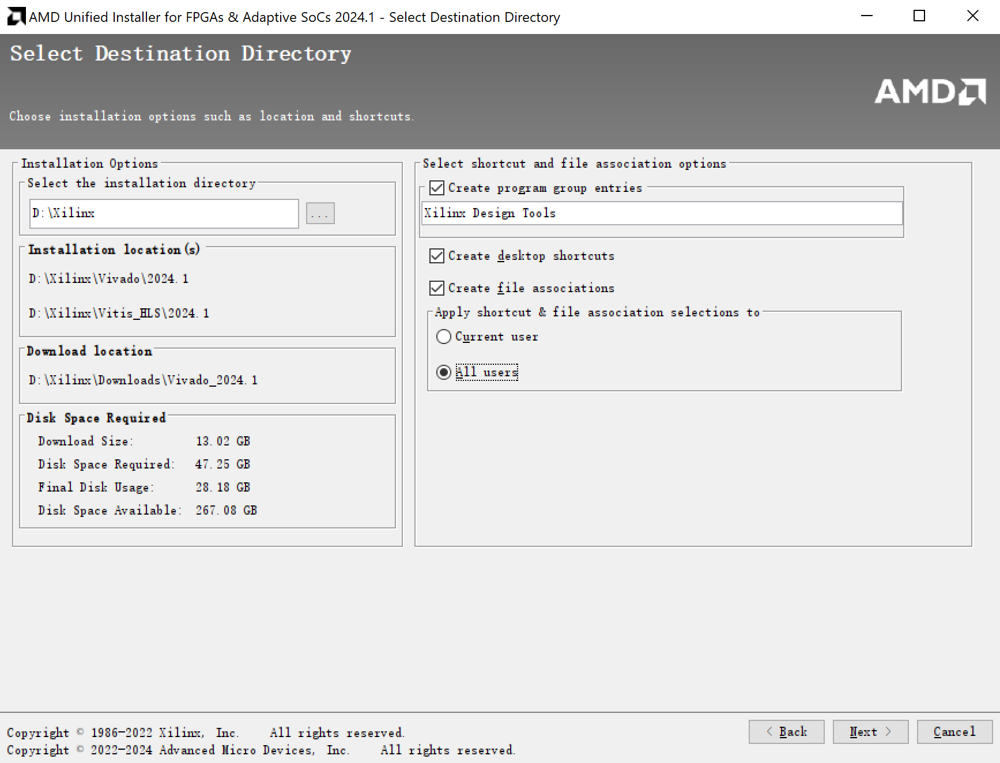 AMD Unified Installer for FPGAs & Adaptive SoCs 2024.1 - Select Destination Directory
Select Destination Directory
AMD
Choose installation options such as location and shortcuts.
Installation Options
Select the installation directory
D:\Xilinx
...
Installation location(s)
D:\Xilinx\Vivado\2024.1
D:\Xilinx\Vitis_HLS\2024.1
Download location
D:\Xilinx\Downloads\Vivado_2024.1
Disk Space Required
Download Size: 13.02 GB
Disk Space Required: 47.25 GB
Final Disk Usage: 28.18 GB
Disk Space Available: 267.08 GB
Select shortcut and file association options
Create program group entries
Xilinx Design Tools
Create desktop shortcuts
Create file associations
Apply shortcut & file association selections to
Current user
All users
Copyright © 1986-2022 Xilinx, Inc. All rights reserved.
Copyright © 2022-2024 Advanced Micro Devices, Inc. All rights reserved.
< Back
Next >
Cancel